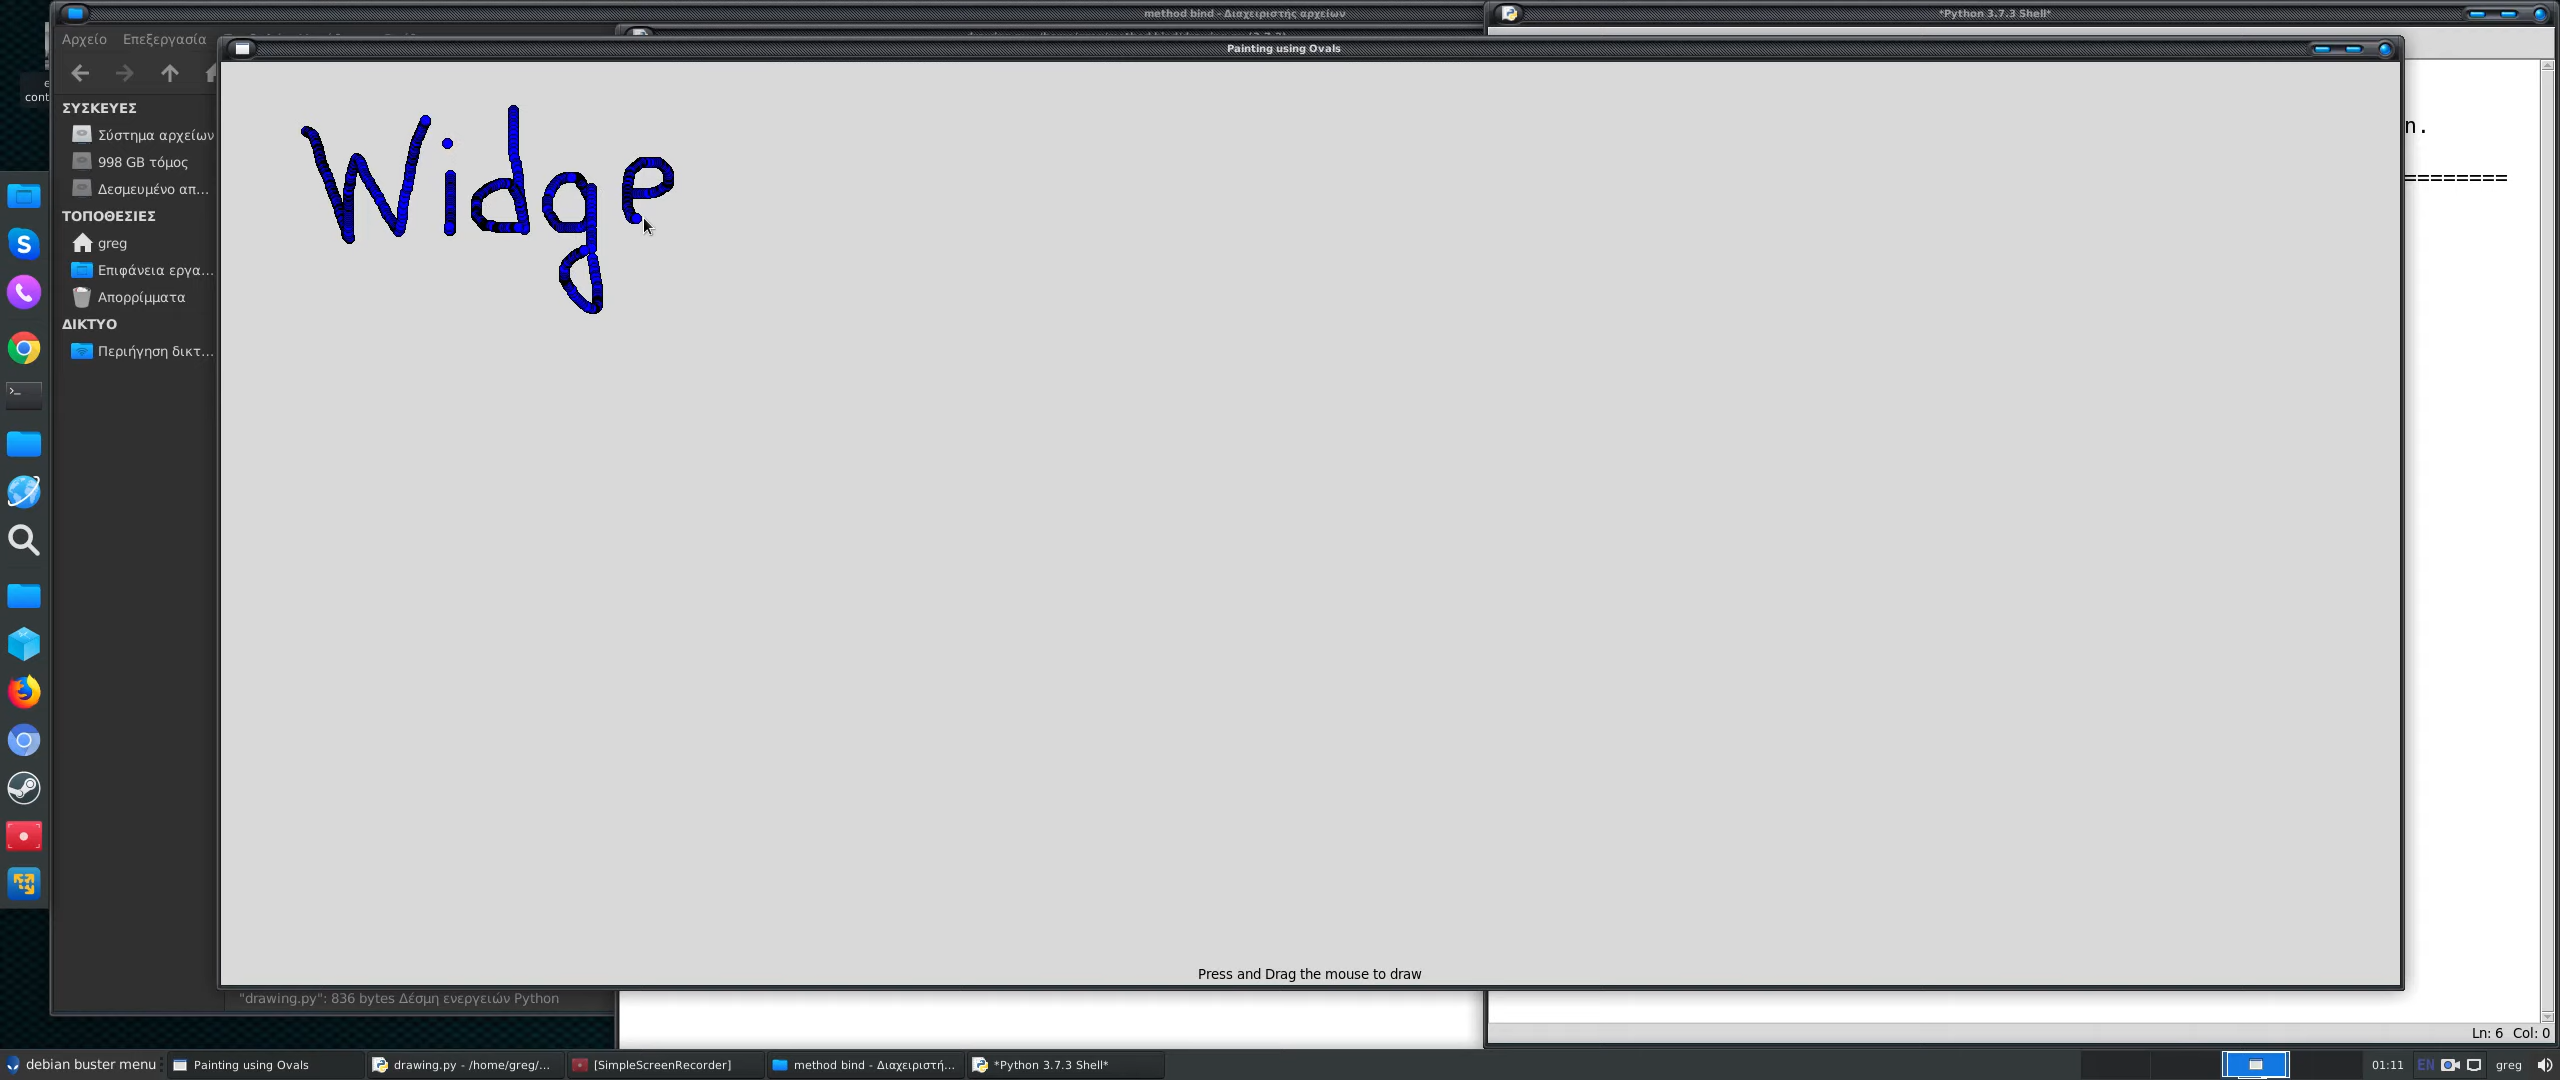 method bind - Διαχειριστής αρχείων
*Python 3.7.3 Shell*
Αρχείο Επεξεργασία
Painting using Ovals
cont
ΣΥΣΚΕΥΕΣ
Σύστημα αρχείων
998 GB τόμος
Δεσμευμένο απ...
ΤΟΠΟΘΕΣΙΕΣ
greg
Επιφάνεια εργα...
Απορρίμματα
ΔΙΚΤΥΟ
Περιήγηση δικτ...
Widge
n.
========
Press and Drag the mouse to draw
"drawing.py": 836 bytes Δέσμη ενεργειών Python
Ln: 6 Col: 0
debian buster menu Painting using Ovals drawing.py - /home/greg/... [SimpleScreenRecorder] method bind - Διαχειριστή... *Python 3.7.3 Shell* 01:11 EN greg